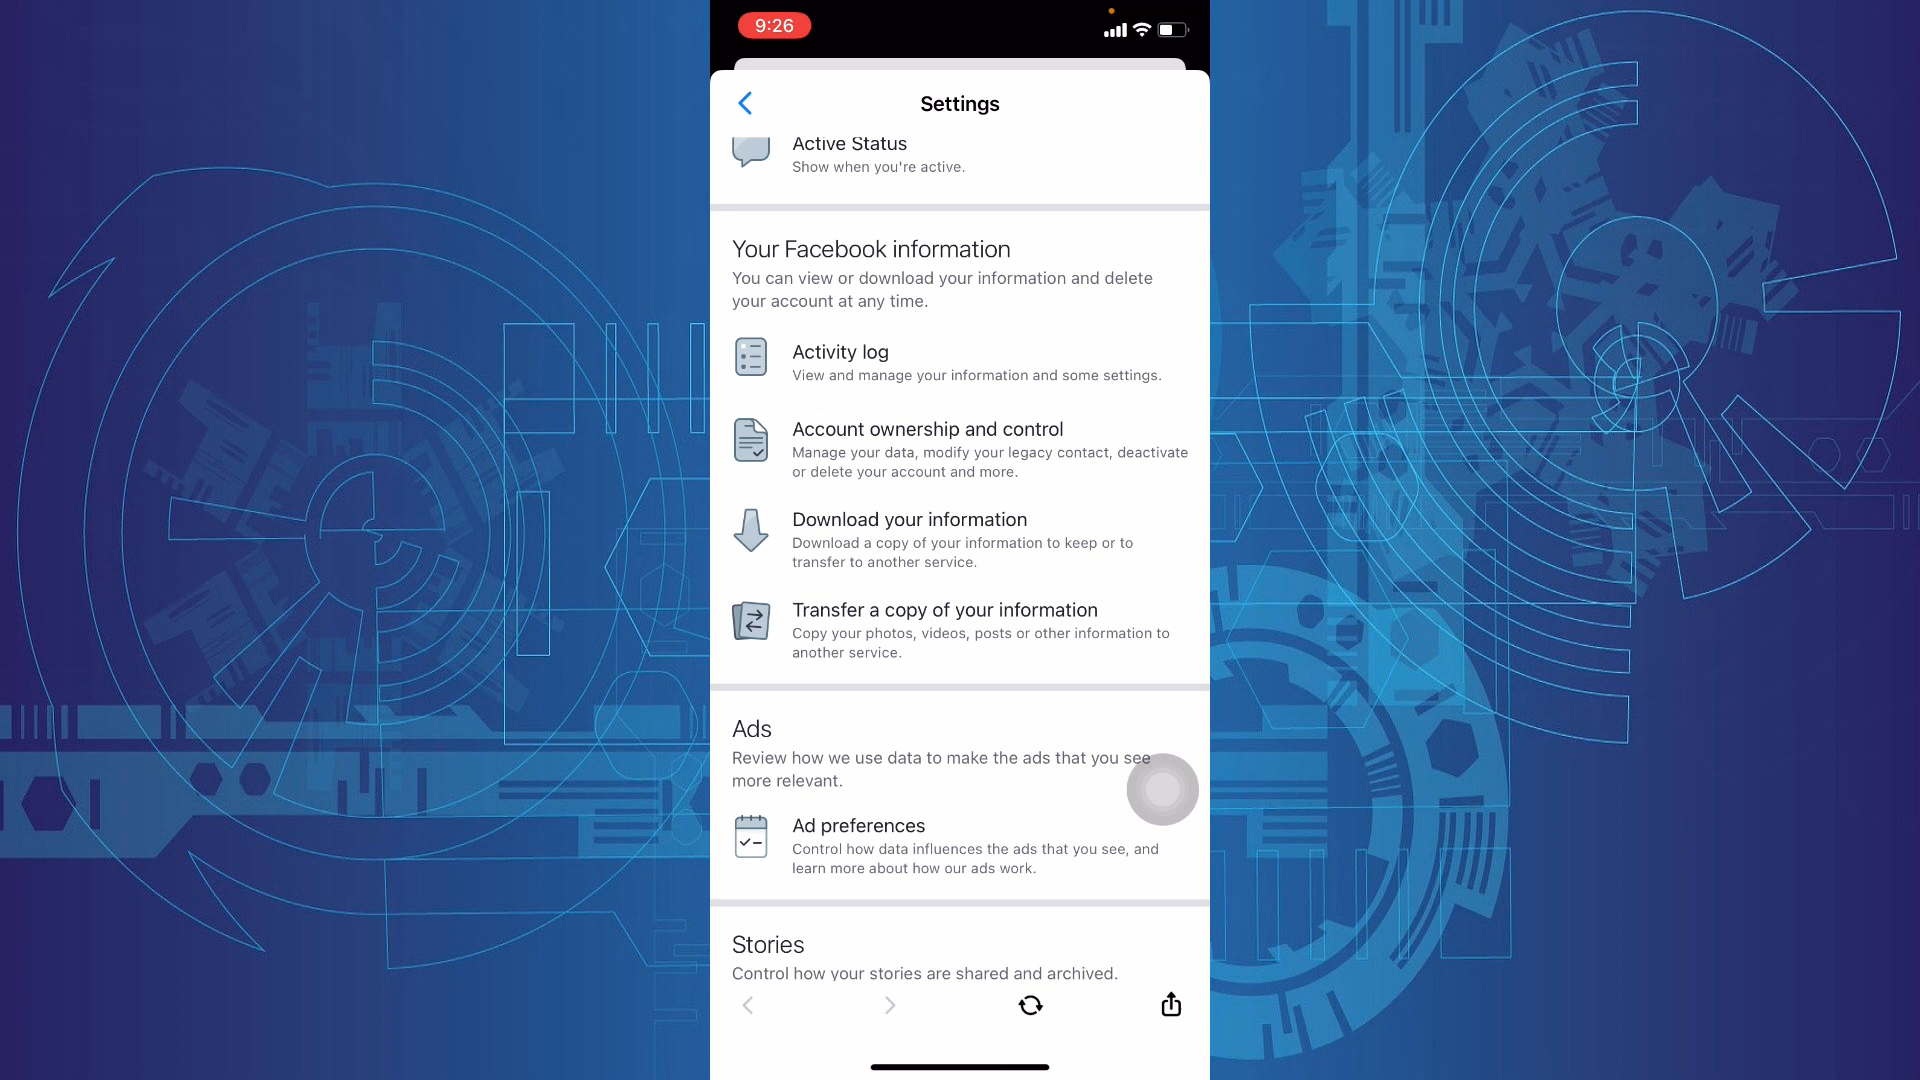 9:26
Settings
Active Status
Show when you're active.
Your Facebook information
You can view or download your information and delete
your account at any time.
Activity log
View and manage your information and some settings.
Account ownership and control
Manage your data, modify your legacy contact, deactivate
or delete your account and more.
Download your information
Download a copy of your information to keep or to
transfer to another service.
Transfer a copy of your information
Copy your photos, videos, posts or other information to
another service.
Ads
Review how we use data to make the ads that you see
more relevant.
Ad preferences
Control how data influences the ads that you see, and
learn more about how our ads work.
Stories
Control how your stories are shared and archived.